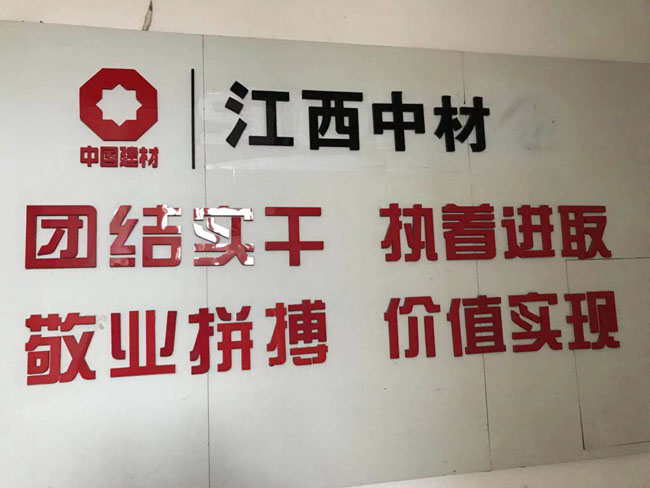 中国建材
江西中材
团结实干 执着进取
敬业拼搏 价值实现